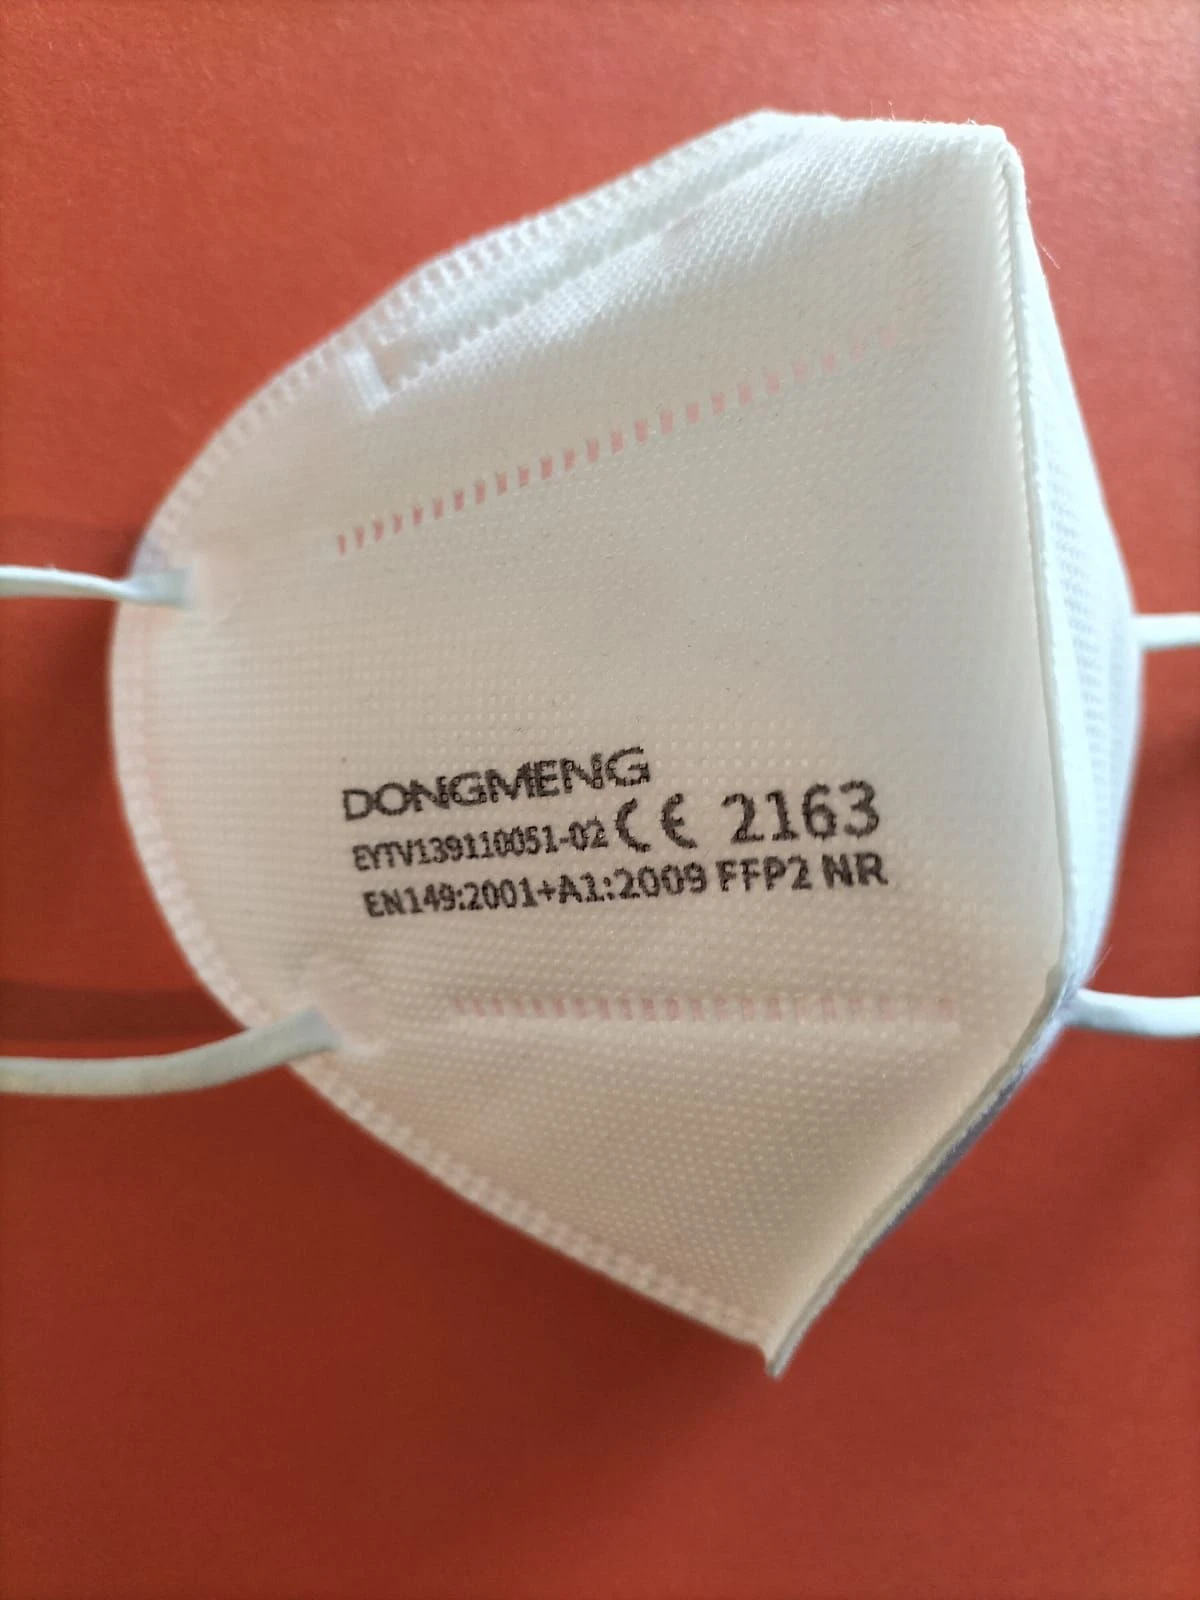 DONGMENG
EYTV139110051-02 CE 2163
EN149:2001+A1:2009 FFP2 NR